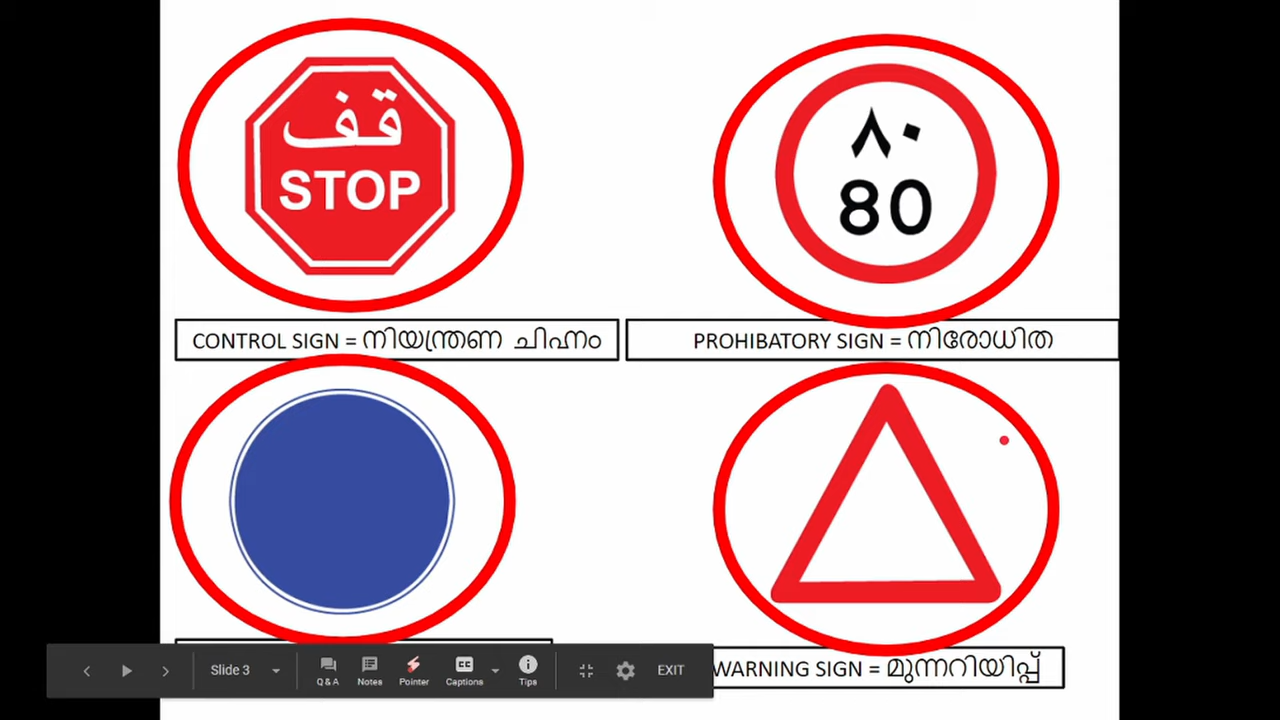 قف
STOP
٨٠
80
CONTROL SIGN = നിയന്ത്രണ ചിഹ്നം
PROHIBATORY SIGN = നിരോധിത
WARNING SIGN = മുന്നറിയിപ്പ്
Slide 3
Q&A
Notes
Pointer
CC
Captions
Tips
EXIT